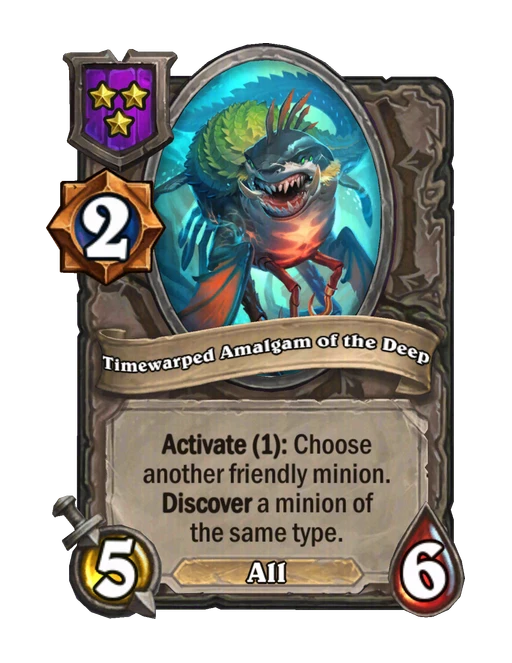 2
Timewarped Amalgam of the Deep
Activate (1): Choose
another friendly minion.
Discover a minion of
the same type.
5
All
6